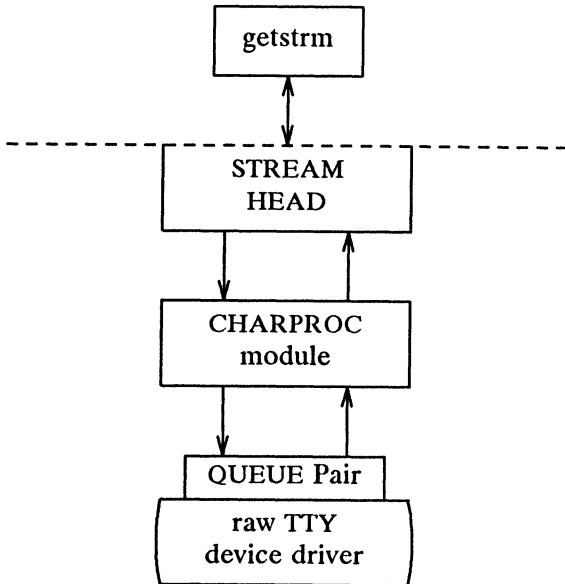 getstrm
STREAM
HEAD
CHARPROC
module
QUEUE Pair
raw TTY
device driver